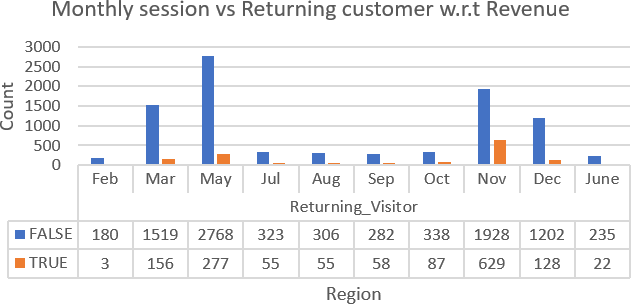 Monthly session vs Returning customer w.r.t Revenue
3000
2500
2000
1500
1000
500
0
Count
Feb Mar May Jul Aug Sep Oct Nov Dec June
Returning_Visitor
FALSE 180 1519 2768 323 306 282 338 1928 1202 235
TRUE 3 156 277 55 55 58 87 629 128 22
Region